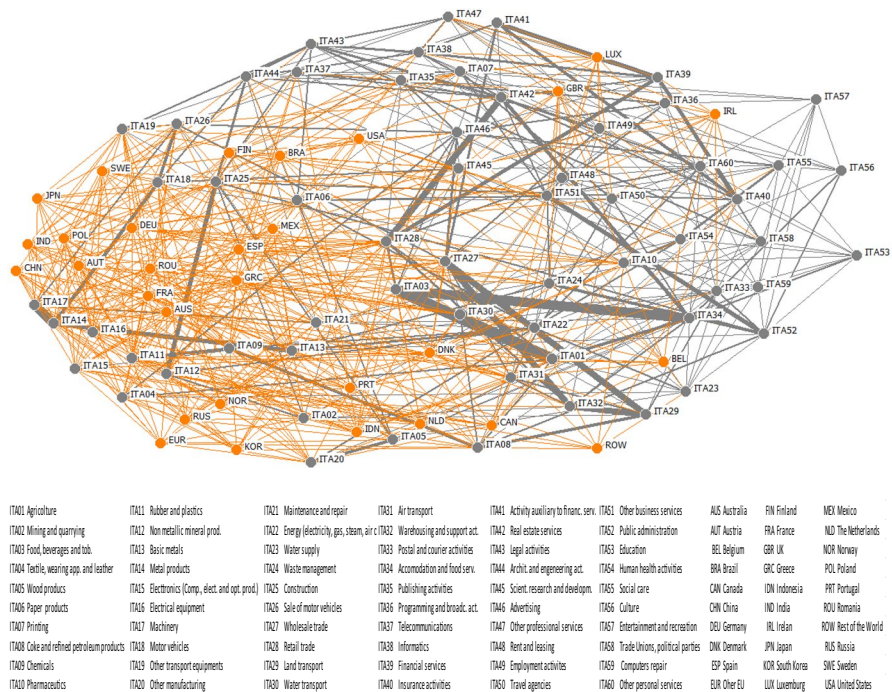 ITA47
ITA41
ITA43
ITA38
LUX
ITA37
ITA07
ITA44
ITA35
ITA39
GBR
ITA42
ITA36
ITA57
IRL
ITA26
ITA19
ITA46
ITA49
USA
FIN
BRA
ITA60
ITA55
SWE
ITA45
ITA56
ITA18
ITA25
ITA48
JPN
ITA06
ITA51
ITA50
ITA40
DEU
MEX
POL
ITA28
ITA54
ITA58
IND
ESP
ITA53
AUT
ROU
ITA27
ITA10
CHN
GRC
ITA24
ITA03
ITA33
ITA59
FRA
ITA17
AUS
ITA30
ITA34
ITA14
ITA21
ITA22
ITA16
ITA52
ITA09
ITA13
DNK
ITA11
ITA01
BEL
ITA15
ITA12
ITA31
PRT
ITA23
ITA04
NOR
ITA32
RUS
ITA02
ITA29
NLD
CAN
IDN
EUR
ITA05
KOR
ITA08
ROW
ITA20
ITA01 Agricolture ITA11 Rubber and plastics ITA21 Maintenance and repair ITA31 Air transport ITA41 Activity auxiliary to financ. serv. ITA51 Other business services AUS Australia FIN Finland MEX Mexico
ITA02 Mining and quarrying ITA12 Non metallic mineral prod. ITA22 Energy (electricity, gas, steam, air c ITA32 Warehousing and support act. ITA42 Real estate services ITA52 Public administration AUT Austria FRA France NLD The Netherlands
ITA03 Food, beverages and tob. ITA13 Basic metals ITA23 Water supply ITA33 Postal and courier activities ITA43 Legal activities ITA53 Education BEL Belgium GBR UK NOR Norway
ITA04 Textile, wearing app. and leather ITA14 Metal products ITA24 Waste management ITA34 Accomodation and food serv. ITA44 Archit. and engeneering act. ITA54 Human health activities BRA Brazil GRC Greece POL Poland
ITA05 Wood products ITA15 Electtronics (Comp., elect. and opt. prod.) ITA25 Construction ITA35 Publishing activities ITA45 Scient. research and developm. ITA55 Social care CAN Canada IDN Indonesia PRT Portugal
ITA06 Paper products ITA16 Electrical equipment ITA26 Sale of motor vehicles ITA36 Programming and broadc. act. ITA46 Advertising ITA56 Culture CHN China IND India ROU Romania
ITA07 Printing ITA17 Machinery ITA27 Wholesale trade ITA37 Telecommunications ITA47 Other professional services ITA57 Entertainment and recreation DEU Germany IRL Irelan ROW Rest of the World
ITA08 Coke and refined petroleum products ITA18 Motor vehicles ITA28 Retail trade ITA38 Informatics ITA48 Rent and leasing ITA58 Trade Unions, political parties DNK Denmark JPN Japan RUS Russia
ITA09 Chemicals ITA19 Other transport equipments ITA29 Land transport ITA39 Financial services ITA49 Employment activites ITA59 Computers repair ESP Spain KOR South Korea SWE Sweden
ITA10 Pharmaceutics ITA20 Other manufacturing ITA30 Water transport ITA40 Insurance activities ITA50 Travel agencies ITA60 Other personal services EUR Oher EU LUX Luxemburg USA United States